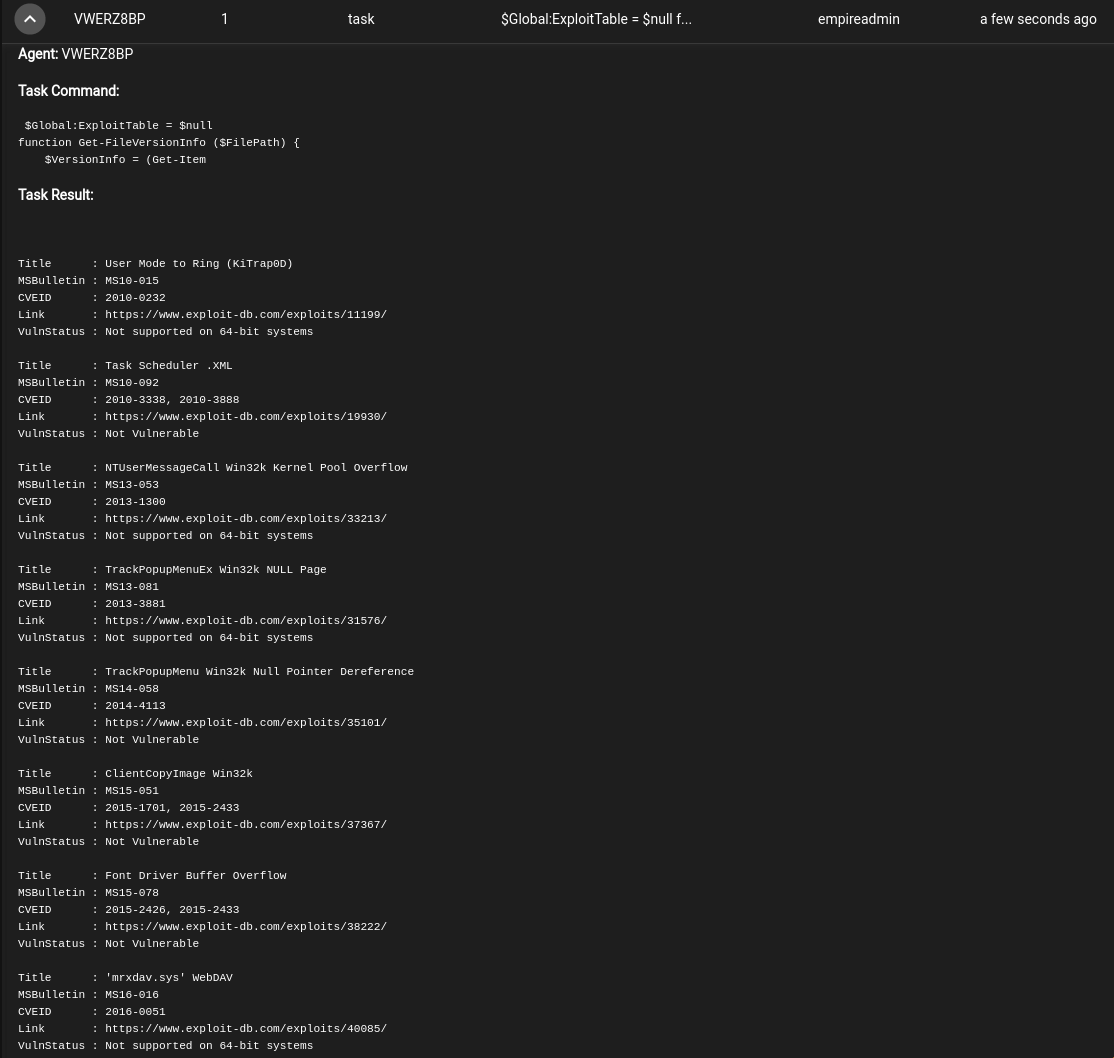 VWERZ8BP 1 task $Global:ExploitTable = $null f... empireadmin a few seconds ago
Agent: VWERZ8BP
Task Command:
$Global:ExploitTable = $null
function Get-FileVersionInfo ($FilePath) {
$VersionInfo = (Get-Item
Task Result:
Title : User Mode to Ring (KiTrap0D)
MSBulletin : MS10-015
CVEID : 2010-0232
Link : https://www.exploit-db.com/exploits/11199/
VulnStatus : Not supported on 64-bit systems
Title : Task Scheduler .XML
MSBulletin : MS10-092
CVEID : 2010-3338, 2010-3888
Link : https://www.exploit-db.com/exploits/19930/
VulnStatus : Not Vulnerable
Title : NTUserMessageCall Win32k Kernel Pool Overflow
MSBulletin : MS13-053
CVEID : 2013-1300
Link : https://www.exploit-db.com/exploits/33213/
VulnStatus : Not supported on 64-bit systems
Title : TrackPopupMenuEx Win32k NULL Page
MSBulletin : MS13-081
CVEID : 2013-3881
Link : https://www.exploit-db.com/exploits/31576/
VulnStatus : Not supported on 64-bit systems
Title : TrackPopupMenu Win32k Null Pointer Dereference
MSBulletin : MS14-058
CVEID : 2014-4113
Link : https://www.exploit-db.com/exploits/35101/
VulnStatus : Not Vulnerable
Title : ClientCopyImage Win32k
MSBulletin : MS15-051
CVEID : 2015-1701, 2015-2433
Link : https://www.exploit-db.com/exploits/37367/
VulnStatus : Not Vulnerable
Title : Font Driver Buffer Overflow
MSBulletin : MS15-078
CVEID : 2015-2426, 2015-2433
Link : https://www.exploit-db.com/exploits/38222/
VulnStatus : Not Vulnerable
Title : 'mrxdav.sys' WebDAV
MSBulletin : MS16-016
CVEID : 2016-0051
Link : https://www.exploit-db.com/exploits/40085/
VulnStatus : Not supported on 64-bit systems